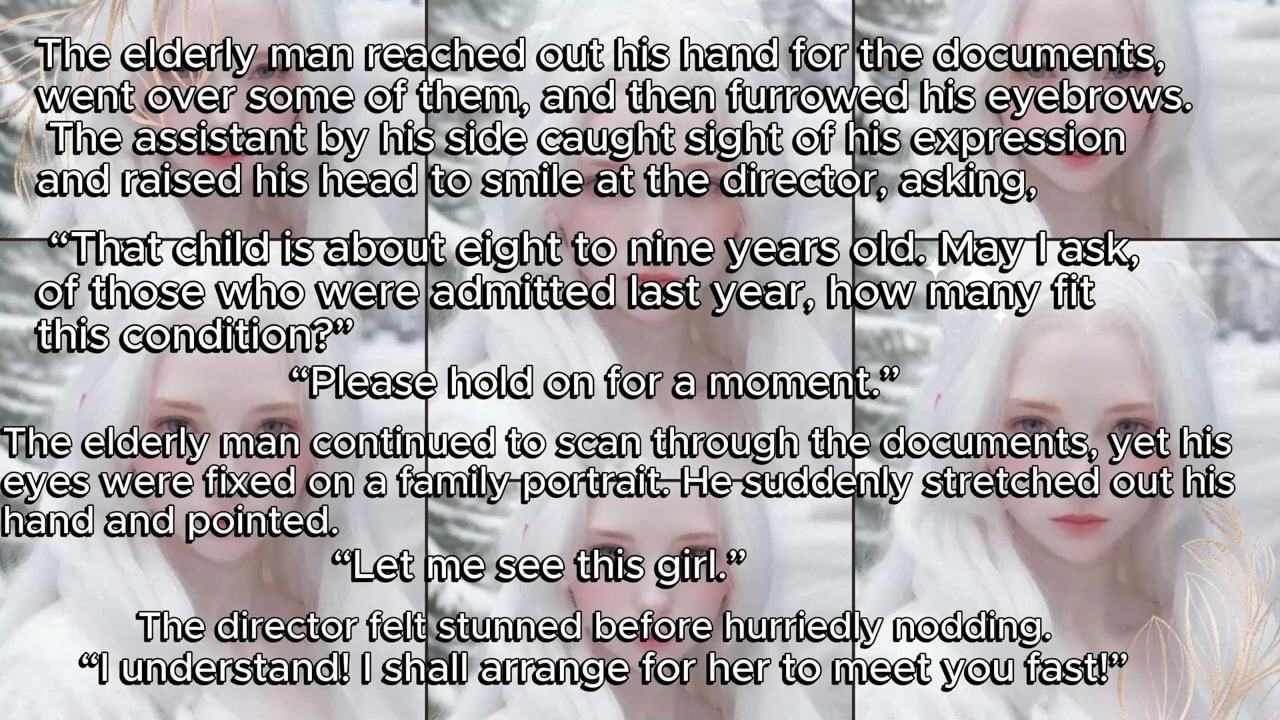 The elderly man reached out his hand for the documents,
went over some of them, and then furrowed his eyebrows.
The assistant by his side caught sight of his expression
and raised his head to smile at the director, asking,
“That child is about eight to nine years old. May I ask,
of those who were admitted last year, how many fit
this condition?”
“Please hold on for a moment.”
The elderly man continued to scan through the documents, yet his
eyes were fixed on a family portrait. He suddenly stretched out his
hand and pointed.
“Let me see this girl.”
The director felt stunned before hurriedly nodding.
“I understand! I shall arrange for her to meet you fast!”